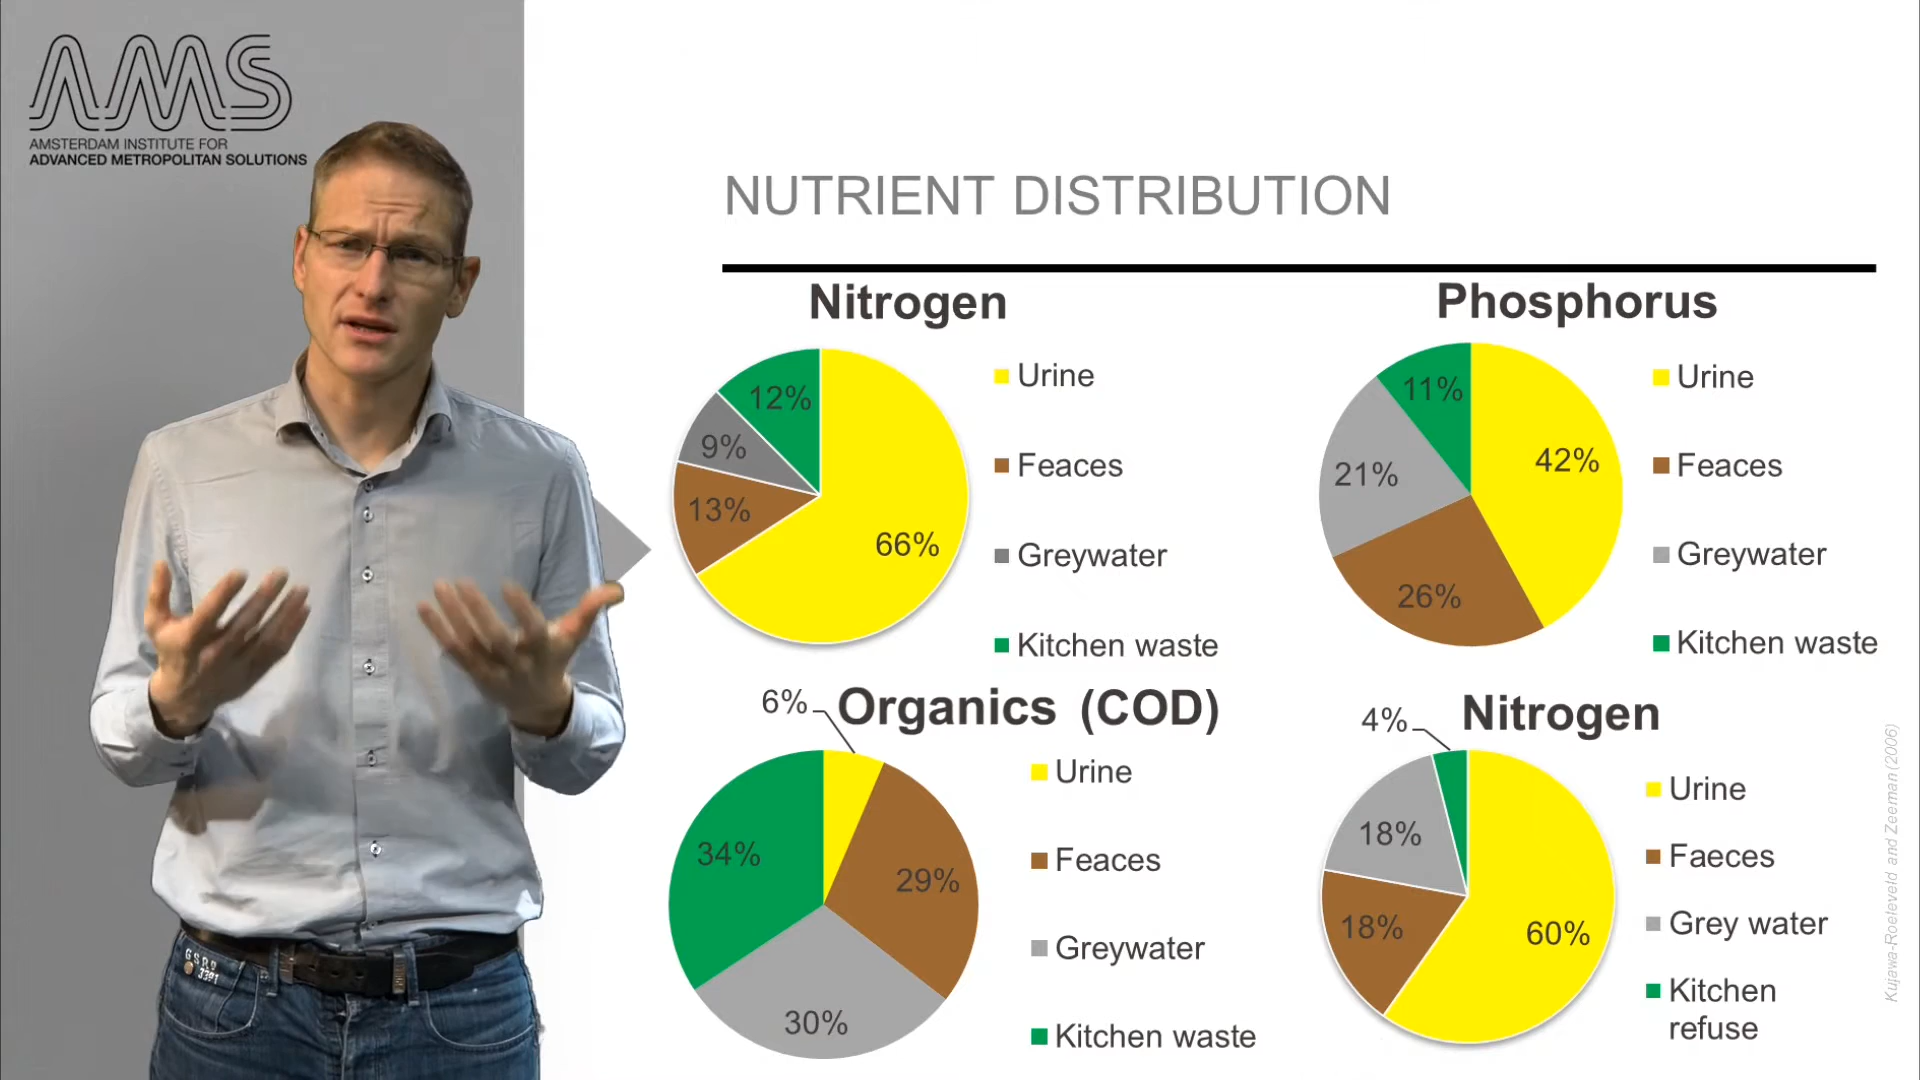 AMS
AMSTERDAM INSTITUTE FOR
ADVANCED METROPOLITAN SOLUTIONS
NUTRIENT DISTRIBUTION
Nitrogen
12%
9%
13%
66%
Urine
Feaces
Greywater
Kitchen waste
Phosphorus
11%
42%
21%
26%
Urine
Feaces
Greywater
Kitchen waste
Organics (COD)
6%
34%
29%
30%
Urine
Feaces
Greywater
Kitchen waste
Nitrogen
4%
18%
18%
60%
Urine
Faeces
Grey water
Kitchen
refuse
Kujawa-Roeleveld and Zeeman (2006)
GSRD
3301